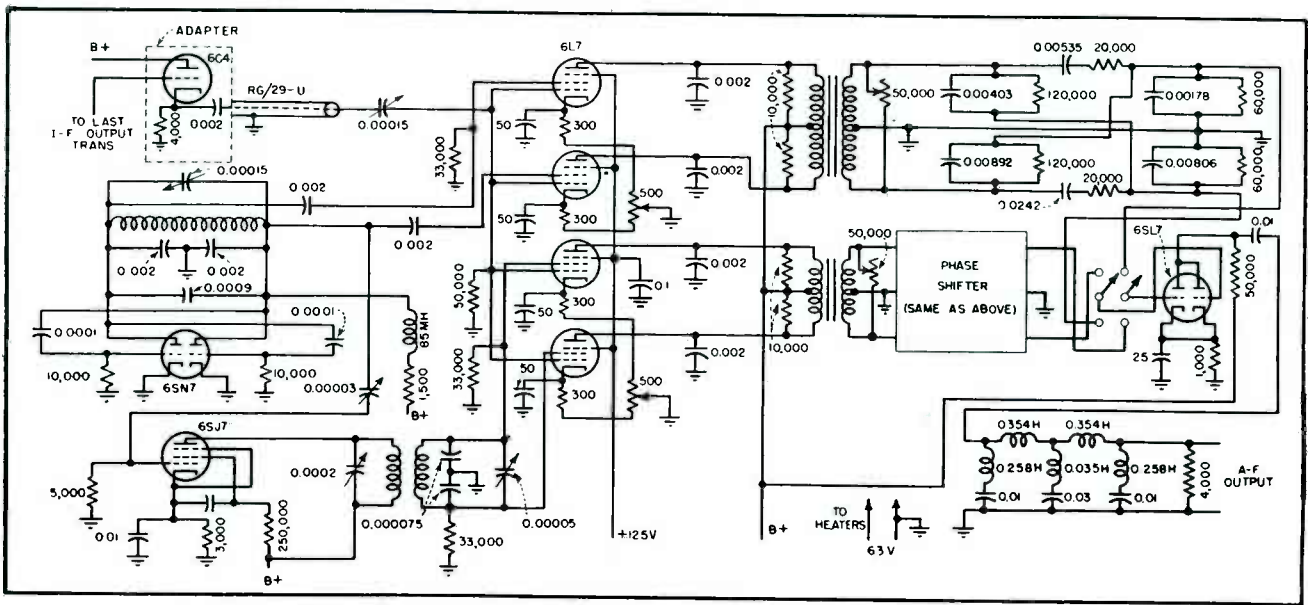 ADAPTER
B+
6C4
TO LAST
I-F OUTPUT
TRANS
4,000
0.002
RG/29-U
0.00015
6L7
50
300
33,000
0.002
10,000
50,000
0.00535
20,000
0.00403
120,000
0.00178
60,000
0.00892
120,000
0.00806
60,000
0.0242
20,000
0.00015
0.002
0.002
50
300
500
0.002
0.002
0.002
0.0009
0.0001
0.0001
10,000
6SN7
10,000
0.00003
85MH
1,500
B+
50,000
33,000
50
300
0.1
0.002
10,000
50,000
PHASE
SHIFTER
(SAME AS ABOVE)
6SL7
0.01
50,000
25
1,000
50
300
500
0.002
6SJ7
5,000
0.01
3,000
250,000
B+
0.0002
0.000075
33,000
0.00005
+125V
B+
TO
HEATERS
6.3 V
0.354H
0.354H
0.258H
0.035H
0.258H
0.01
0.03
0.01
4,000
A-F
OUTPUT